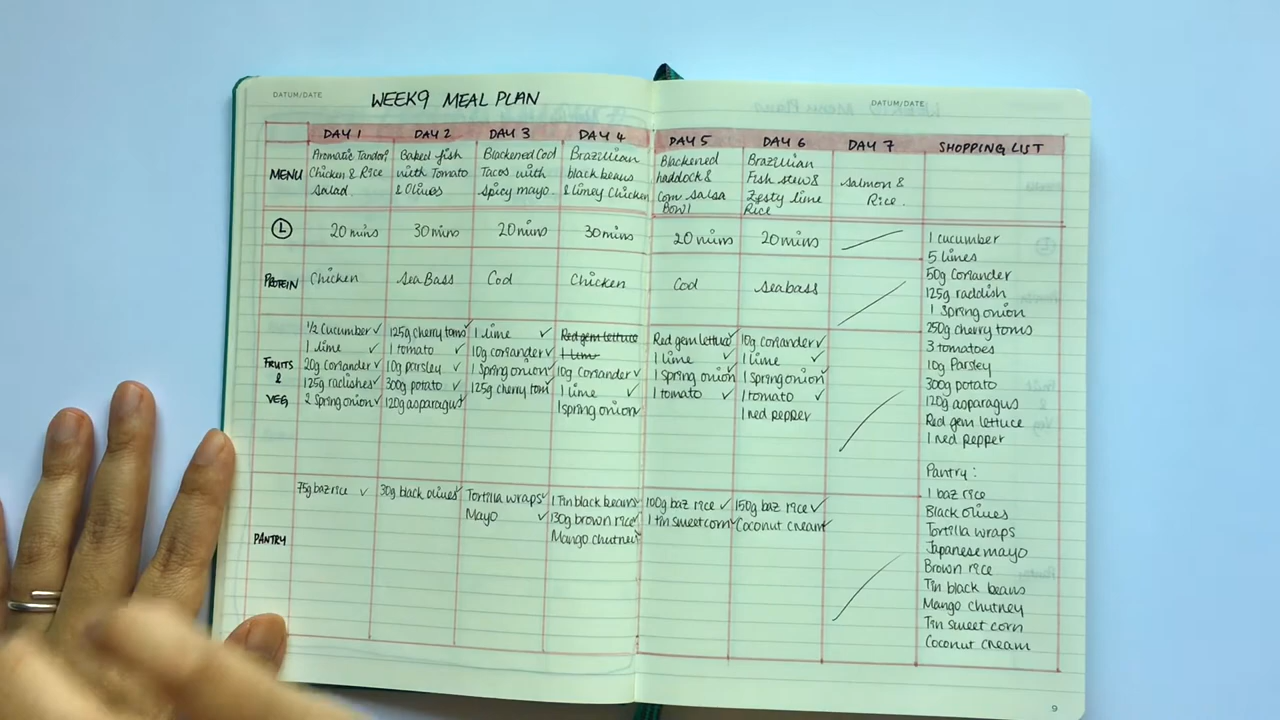 DATUM/DATE
DATUM/DATE
WEEK9 MEAL PLAN
DAY 1
DAY 2
DAY 3
DAY 4
DAY 5
DAY 6
DAY 7
SHOPPING LIST
MENU
Aromatic Tandori
Chicken & Rice
Salad.
Baked fish
with Tomato
& Olives
Blackened Cod
Tacos with
spicy mayo.
Brazilian
black beans
& limey Chicken
Blackened
haddock &
Corn Salsa
Bowl
Brazilian
Fish stew &
Zesty lime
Rice
Salmon &
Rice.
L
20 mins
30 mins
20 mins
30 mins
20 mins
20 mins
PROTEIN
Chicken
Sea Bass
Cod
Chicken
Cod
Seabass
FRUITS
&
VEG
1/2 Cucumber ✓
1 lime ✓
20g Coriander ✓
125g radishes ✓
2 Spring onion ✓
125g cherry toms ✓
1 tomato ✓
10g parsley ✓
300g potato ✓
120g asparagus ✓
1 lime ✓
10g coriander ✓
1 Spring onion ✓
125g cherry tom ✓
Red gem lettuce
1 lime
10g Coriander ✓
1 lime ✓
1 spring onion ✓
Red gem lettuce ✓
1 lime ✓
1 spring onion ✓
1 tomato ✓
10g coriander ✓
1 lime ✓
1 spring onion ✓
1 tomato ✓
1 red pepper
PANTRY
75g baz rice ✓
30g black olives ✓
Tortilla wraps ✓
Mayo ✓
1 Tin black beans ✓
130g brown rice ✓
Mango chutney ✓
100g baz rice ✓
1 tin sweet corn ✓
150g baz rice ✓
Coconut cream ✓
1 cucumber
5 limes
50g Coriander
125g raddish
1 Spring onion
250g cherry toms
3 tomatoes
10g Parsley
300g potato
120g asparagus
Red gem lettuce
1 red pepper
Pantry:
1 baz rice
Black olives
Tortilla wraps
Japanese mayo
Brown rice
Tin black beans
Mango chutney
Tin sweet corn
Coconut cream
9